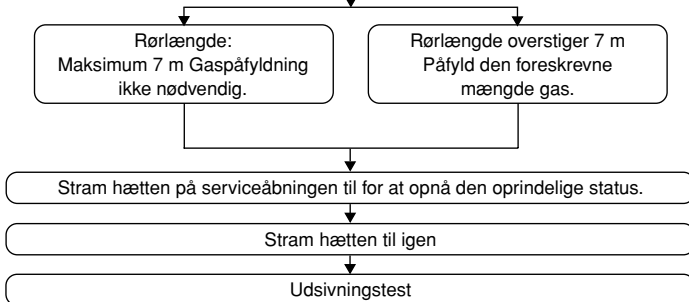 Rørlængde:
Maksimum 7 m Gaspåfyldning
ikke nødvendig.
Rørlængde overstiger 7 m
Påfyld den foreskrevne
mængde gas.
Stram hætten på serviceåbningen til for at opnå den oprindelige status.
Stram hætten til igen
Udsivningstest